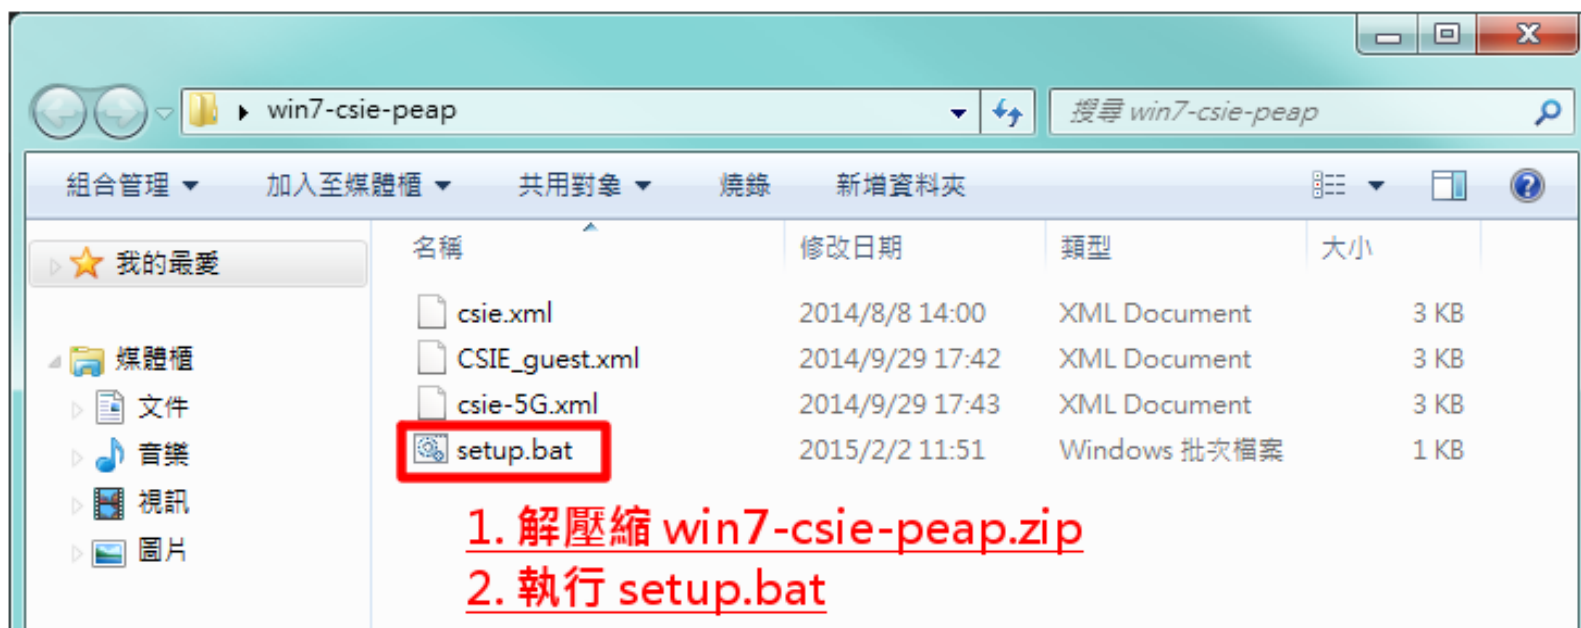 win7-csie-peap
搜尋 win7-csie-peap
組合管理 加入至媒體櫃 共用對象 燒錄 新增資料夾
名稱 修改日期 類型 大小
我的最愛
媒體櫃
文件
音樂
視訊
圖片
csie.xml 2014/8/8 14:00 XML Document 3 KB
CSIE_guest.xml 2014/9/29 17:42 XML Document 3 KB
csie-5G.xml 2014/9/29 17:43 XML Document 3 KB
setup.bat 2015/2/2 11:51 Windows 批次檔案 1 KB
1. 解壓縮 win7-csie-peap.zip
2. 執行 setup.bat